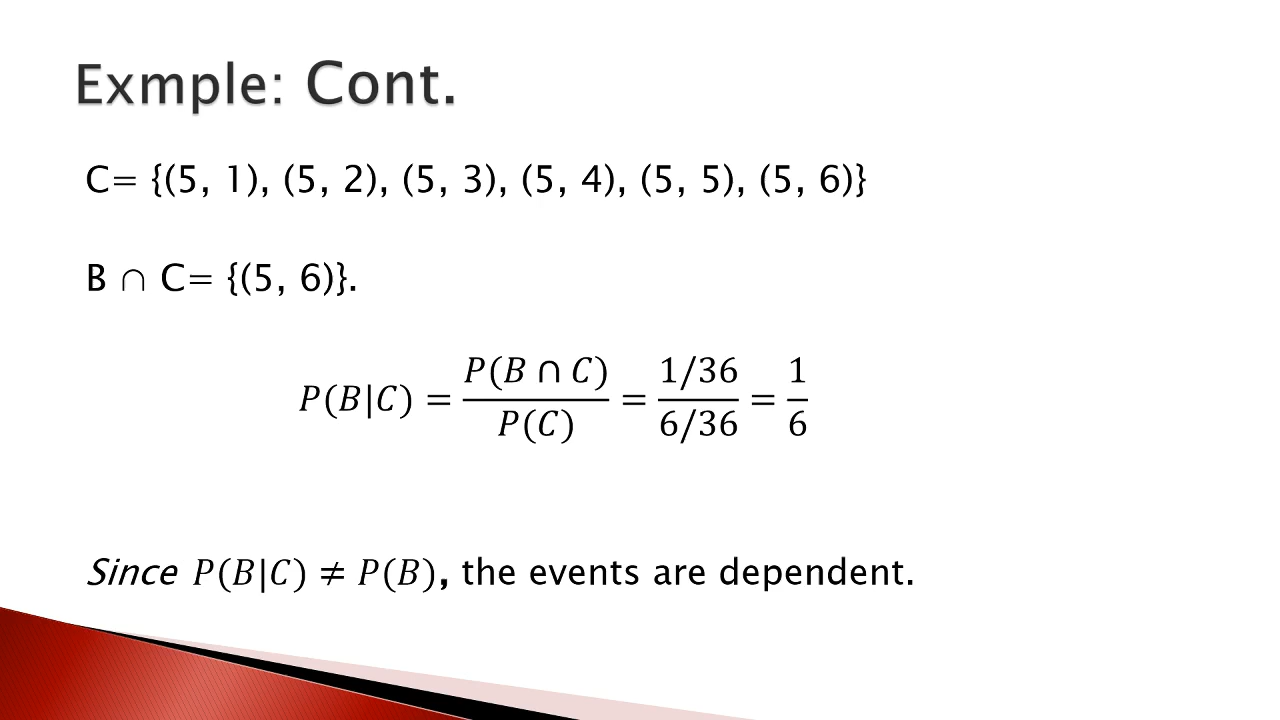 Exmple: Cont.
C= {(5, 1), (5, 2), (5, 3), (5, 4), (5, 5), (5, 6)}
B ∩ C= {(5, 6)}.
P(B|C) = P(B ∩ C)/P(C) = (1/36)/(6/36) = 1/6
Since P(B|C) ≠ P(B), the events are dependent.